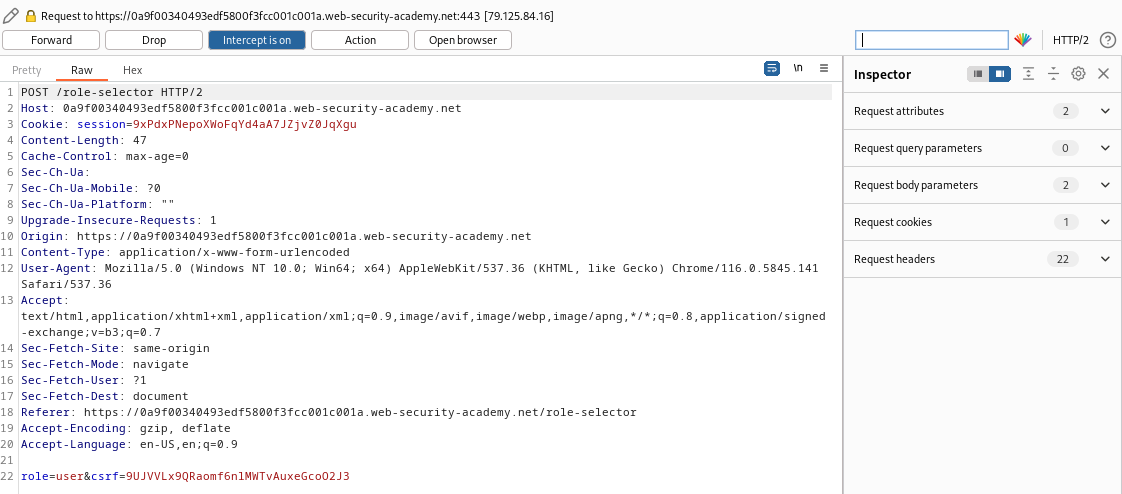 Request to https://0a9f00340493edf5800f3fcc001c001a.web-security-academy.net:443 [79.125.84.16]
Forward Drop Intercept is on Action Open browser HTTP/2 ?
Pretty Raw Hex \n
1 POST /role-selector HTTP/2
2 Host: 0a9f00340493edf5800f3fcc001c001a.web-security-academy.net
3 Cookie: session=9xPdxPNepoXWoFqYd4aA7JZjvZ0JqXgu
4 Content-Length: 47
5 Cache-Control: max-age=0
6 Sec-Ch-Ua:
7 Sec-Ch-Ua-Mobile: ?0
8 Sec-Ch-Ua-Platform: ""
9 Upgrade-Insecure-Requests: 1
10 Origin: https://0a9f00340493edf5800f3fcc001c001a.web-security-academy.net
11 Content-Type: application/x-www-form-urlencoded
12 User-Agent: Mozilla/5.0 (Windows NT 10.0; Win64; x64) AppleWebKit/537.36 (KHTML, like Gecko) Chrome/116.0.5845.141
Safari/537.36
13 Accept:
text/html,application/xhtml+xml,application/xml;q=0.9,image/avif,image/webp,image/apng,*/*;q=0.8,application/signed
-exchange;v=b3;q=0.7
14 Sec-Fetch-Site: same-origin
15 Sec-Fetch-Mode: navigate
16 Sec-Fetch-User: ?1
17 Sec-Fetch-Dest: document
18 Referer: https://0a9f00340493edf5800f3fcc001c001a.web-security-academy.net/role-selector
19 Accept-Encoding: gzip, deflate
20 Accept-Language: en-US,en;q=0.9
21
22 role=user&csrf=9UJVVLx9QRaomf6nlMWTvAuxeGcoO2J3
Inspector
Request attributes 2
Request query parameters 0
Request body parameters 2
Request cookies 1
Request headers 22